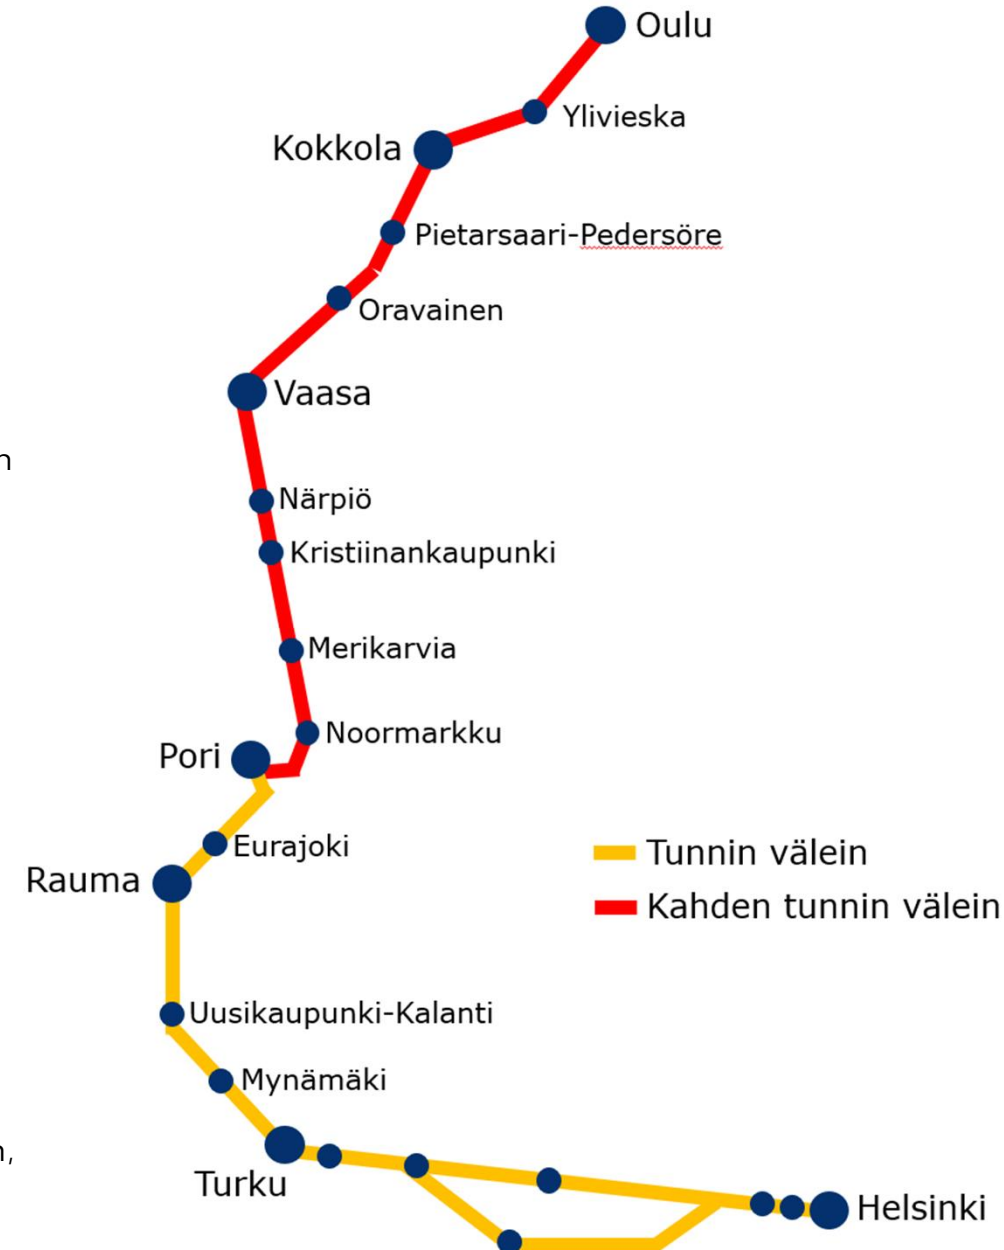 Oulu
Ylivieska
Kokkola
Pietarsaari-Pedersöre
Oravainen
Vaasa
n
Närpiö
Kristiinankaupunki
Merikarvia
Noormarkku
Pori
Eurajoki
Tunnin välein
Rauma
Kahden tunnin välein
Uusikaupunki-Kalanti
Mynämäki
n,
Turku
Helsinki